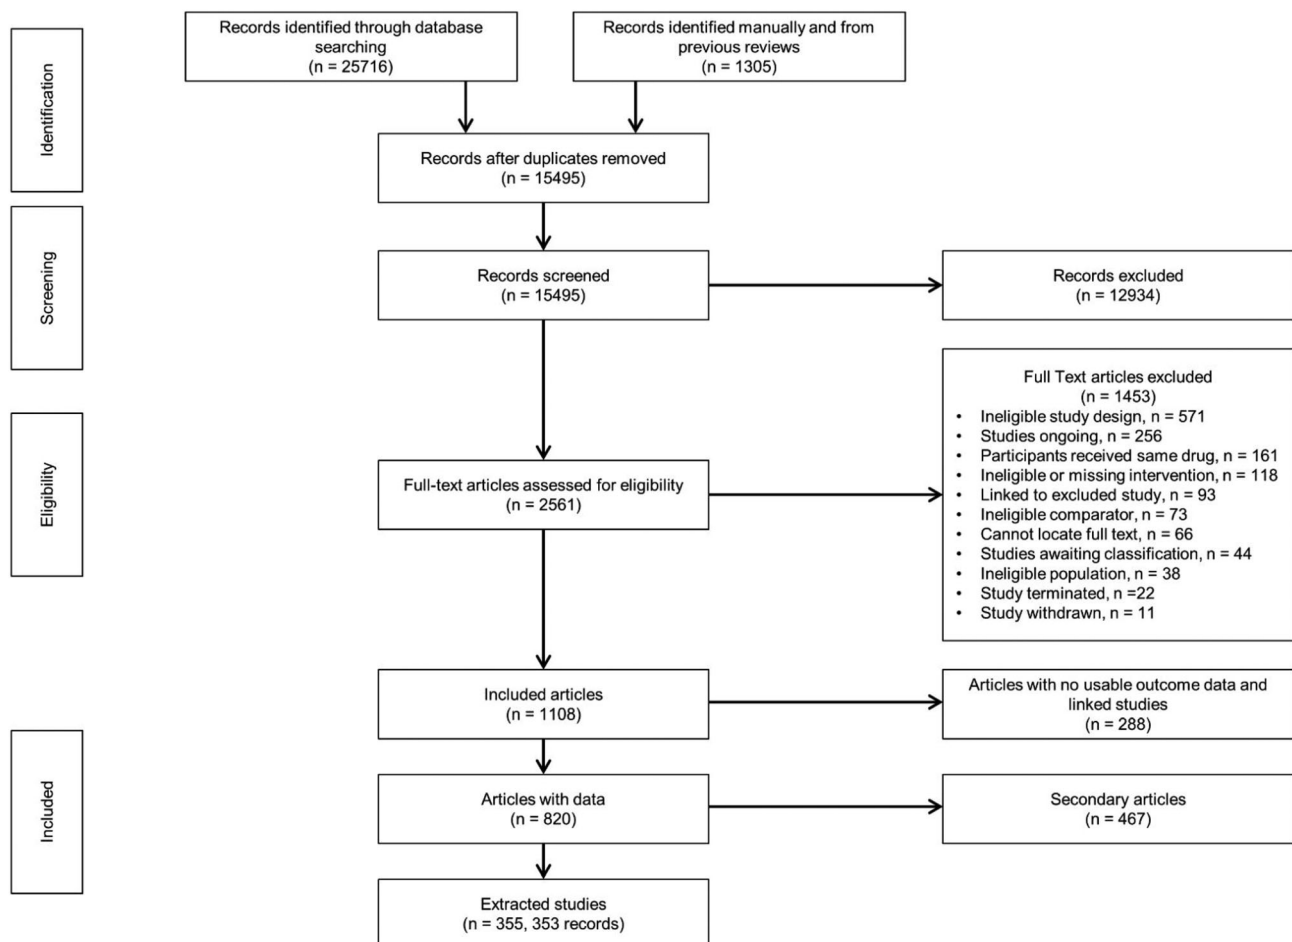 Identification
Records identified through database
searching
(n = 25716)
Records identified manually and from
previous reviews
(n = 1305)
Records after duplicates removed
(n = 15495)
Screening
Records screened
(n = 15495)
Records excluded
(n = 12934)
Eligibility
Full-text articles assessed for eligibility
(n = 2561)
Full Text articles excluded
(n = 1453)
• Ineligible study design, n = 571
• Studies ongoing, n = 256
• Participants received same drug, n = 161
• Ineligible or missing intervention, n = 118
• Linked to excluded study, n = 93
• Ineligible comparator, n = 73
• Cannot locate full text, n = 66
• Studies awaiting classification, n = 44
• Ineligible population, n = 38
• Study terminated, n =22
• Study withdrawn, n = 11
Included articles
(n = 1108)
Articles with no usable outcome data and
linked studies
(n = 288)
Included
Articles with data
(n = 820)
Secondary articles
(n = 467)
Extracted studies
(n = 355, 353 records)